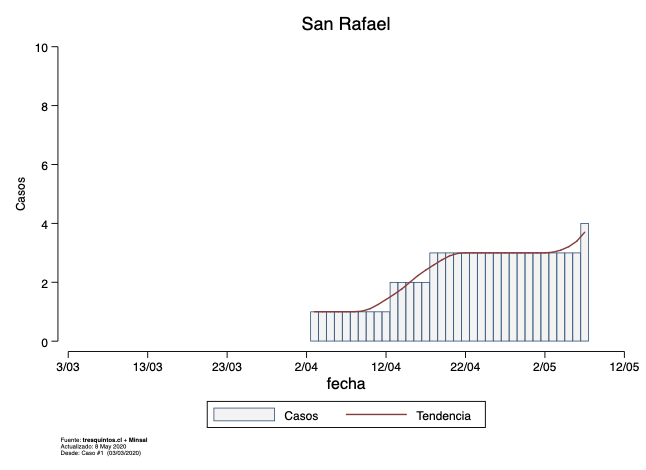 San Rafael
Casos
10
8
6
4
2
0
3/03 13/03 23/03 2/04 12/04 22/04 2/05 12/05
fecha
Casos Tendencia
Fuente: tresquintos.cl + Minsal
Actualizado: 8 May 2020
Desde: Caso #1 (03/03/2020)